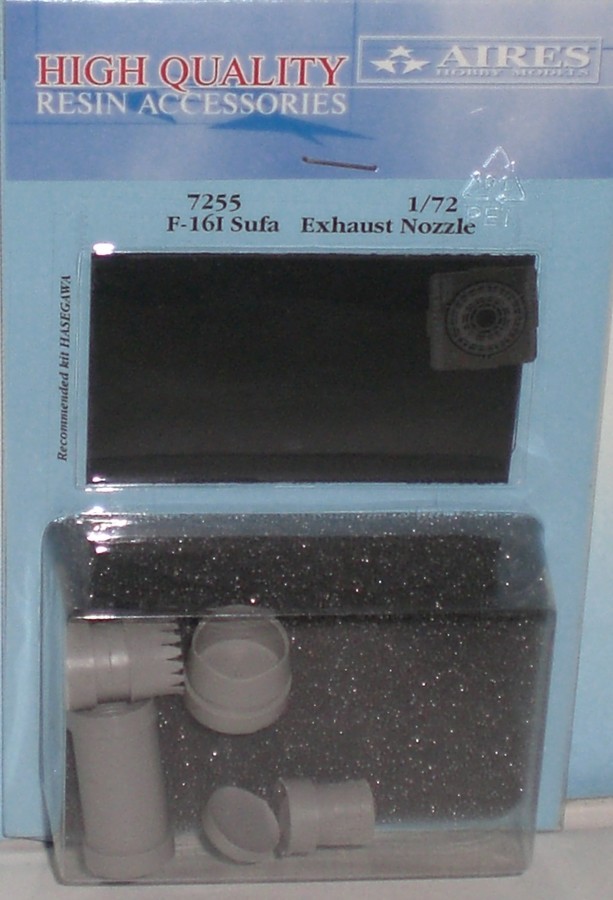 HIGH QUALITY
RESIN ACCESSORIES
AIRES
HOBBY MODELS
7255 1/72
F-16I Sufa Exhaust Nozzle
Recommended kit HASEGAWA